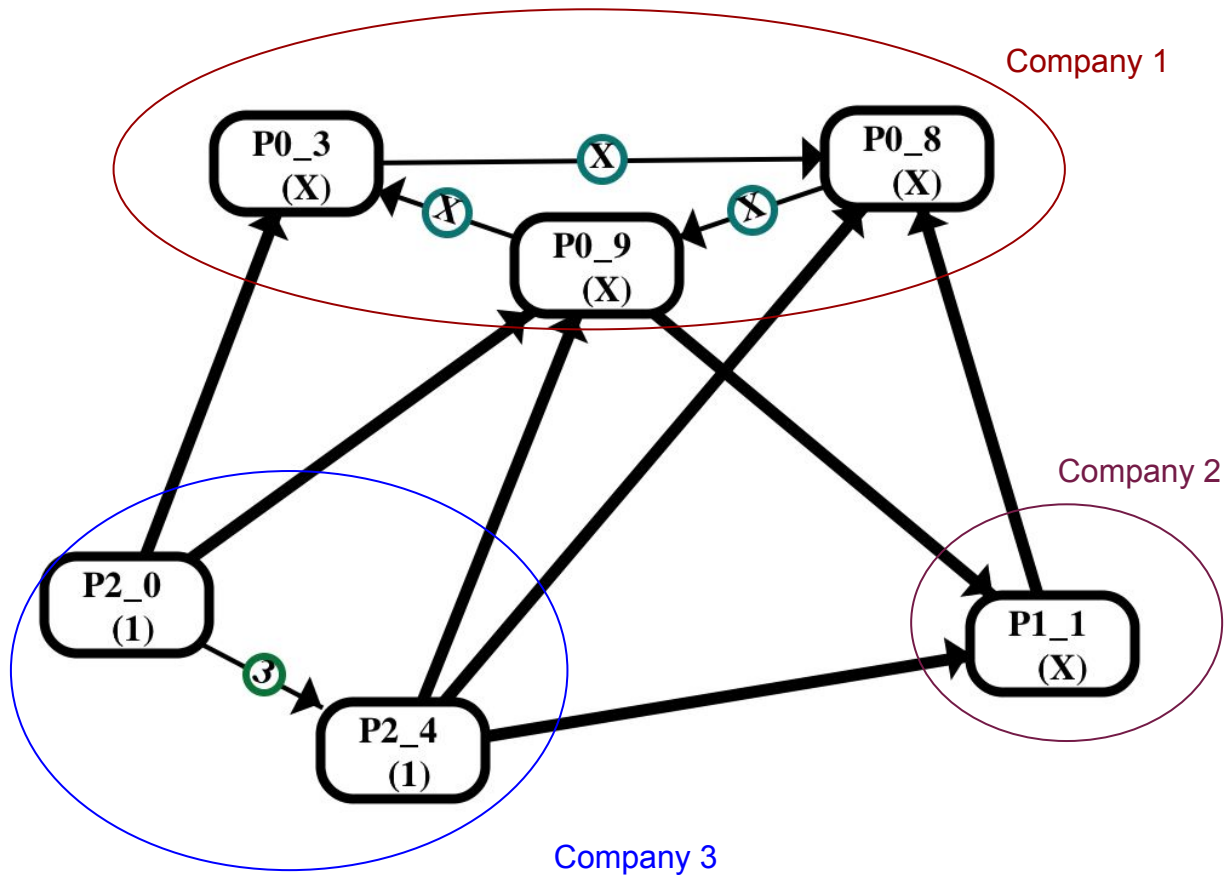 Company 1
P0_3
(X)
X
P0_8
(X)
X
X
P0_9
(X)
Company 2
P2_0
(1)
3
P1_1
(X)
P2_4
(1)
Company 3